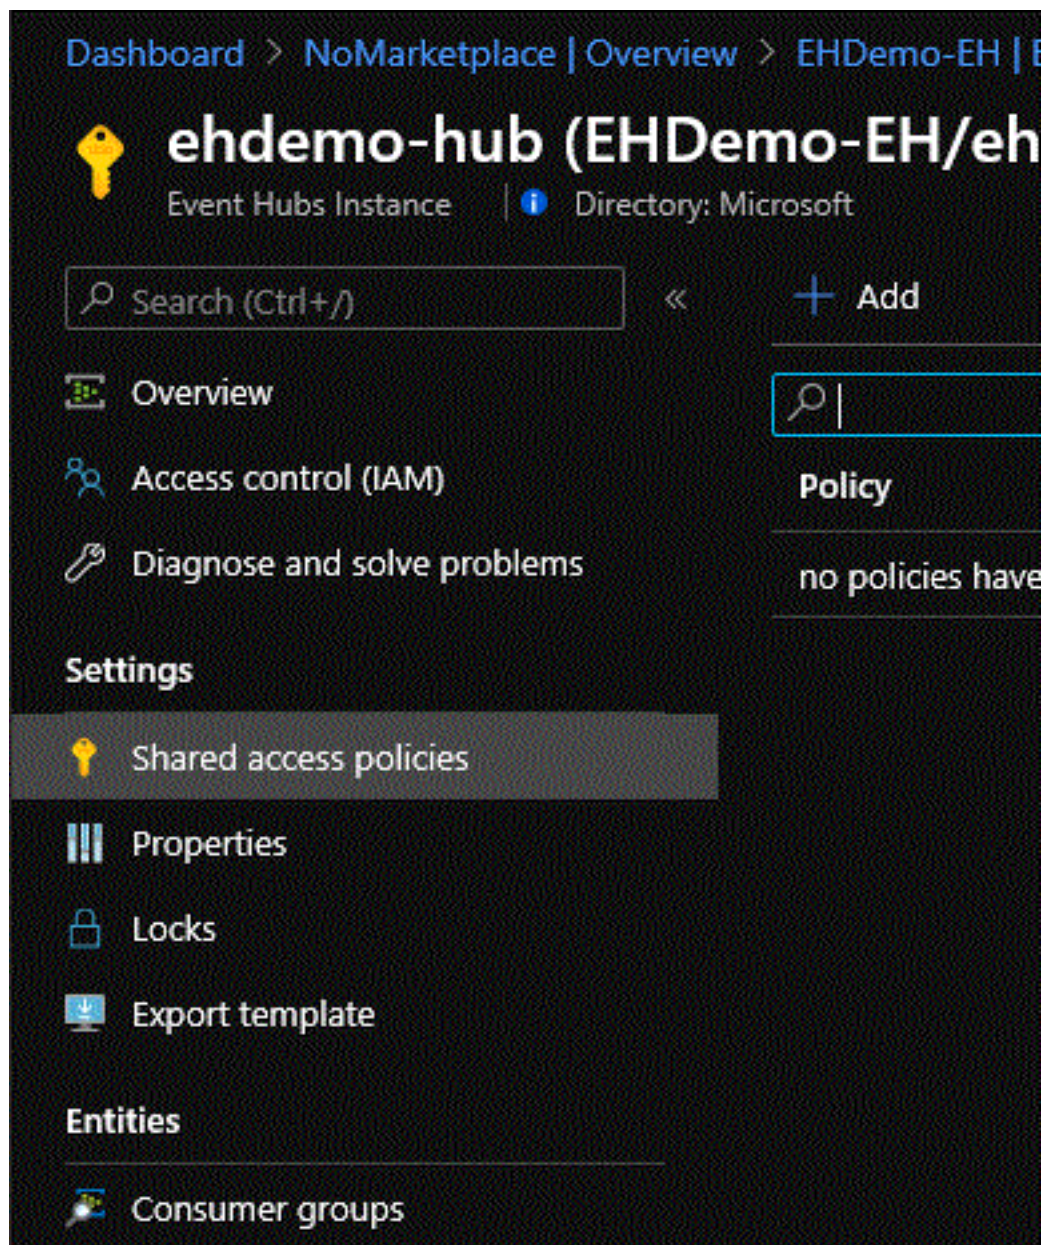 Dashboard > NoMarketplace | Overview > EHDemo-EH |
ehdemo-hub (EHDemo-EH/eh
Event Hubs Instance | Directory: Microsoft
Search (Ctrl+/) «
+ Add
Overview
Access control (IAM)
Policy
Diagnose and solve problems
no policies have
Settings
Shared access policies
Properties
Locks
Export template
Entities
Consumer groups